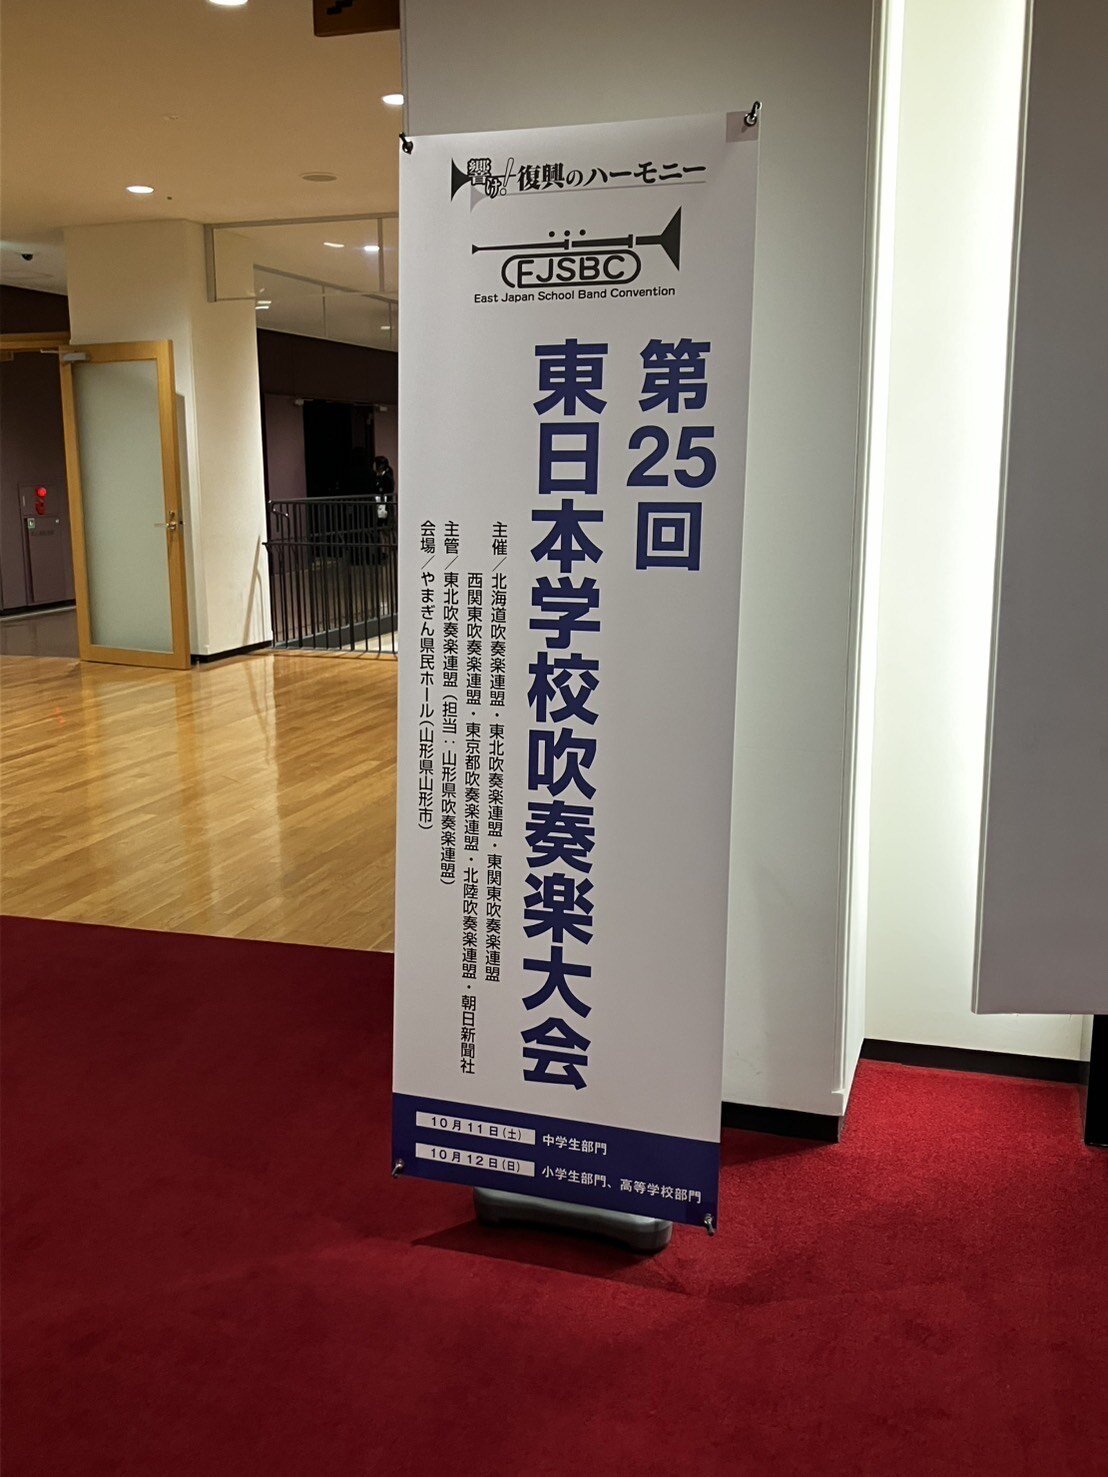 響け!復興のハーモニー
EJSBC
East Japan School Band Convention
第25回
東日本学校吹奏楽大会
主催／北海道吹奏楽連盟・東北吹奏楽連盟・東関東吹奏楽連盟
西関東吹奏楽連盟・東京都吹奏楽連盟・北陸吹奏楽連盟・朝日新聞社
主管／東北吹奏楽連盟(担当：山形県吹奏楽連盟)
会場／やまぎん県民ホール(山形県山形市)
10月11日(土) 中学生部門
10月12日(日) 小学生部門、高等学校部門